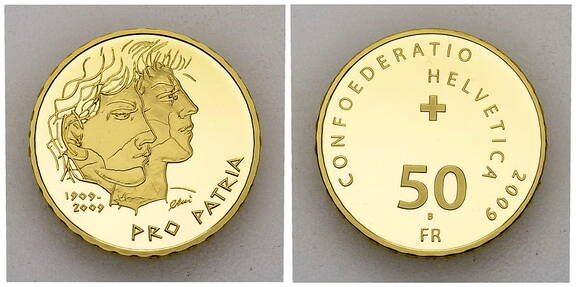 1909-
2009
PRO PATRIA
CONFOEDERATIO
HELVETICA 2009
50
B
FR